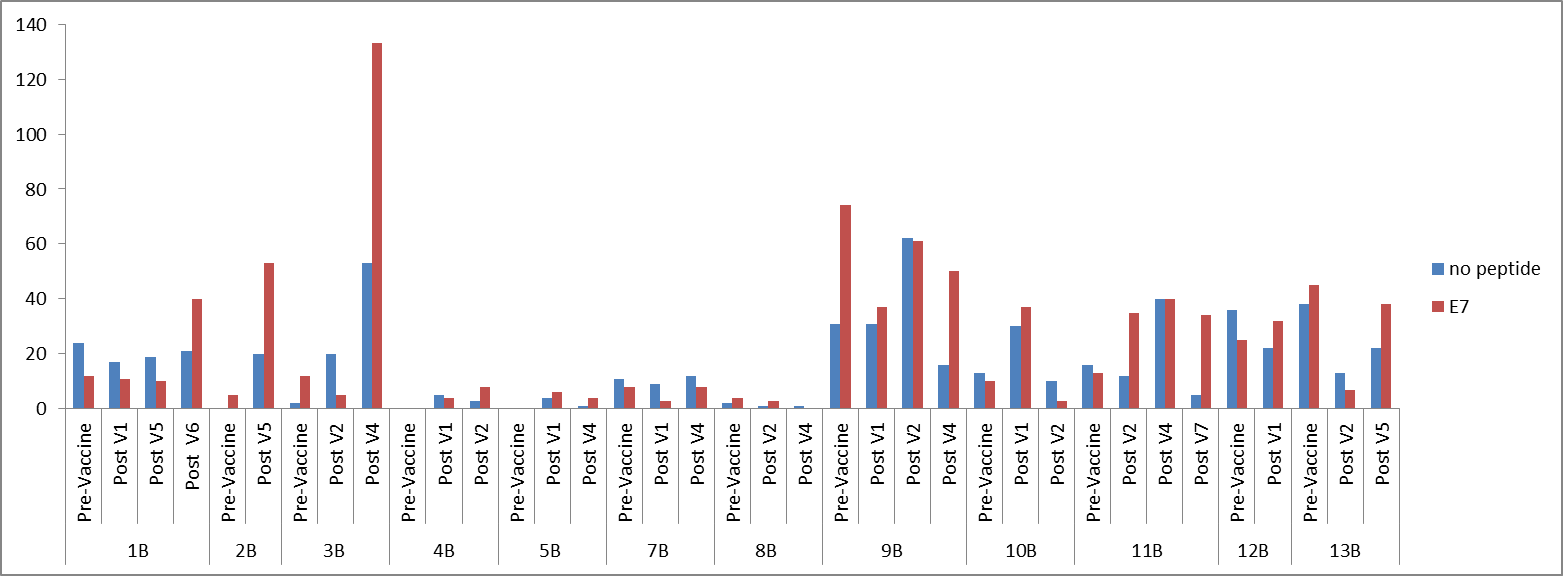 140
120
100
80
60
40
20
0
no peptide
E7
Pre-Vaccine
Post V1
Post V5
Post V6
Pre-Vaccine
Post V5
Pre-Vaccine
Post V2
Post V4
Pre-Vaccine
Post V1
Post V2
Pre-Vaccine
Post V1
Post V4
Pre-Vaccine
Post V1
Post V4
Pre-Vaccine
Post V2
Post V4
Pre-Vaccine
Post V1
Post V2
Post V4
Pre-Vaccine
Post V1
Post V2
Pre-Vaccine
Post V2
Post V4
Post V7
Pre-Vaccine
Post V1
Pre-Vaccine
Post V2
Post V5
1B 2B 3B 4B 5B 7B 8B 9B 10B 11B 12B 13B